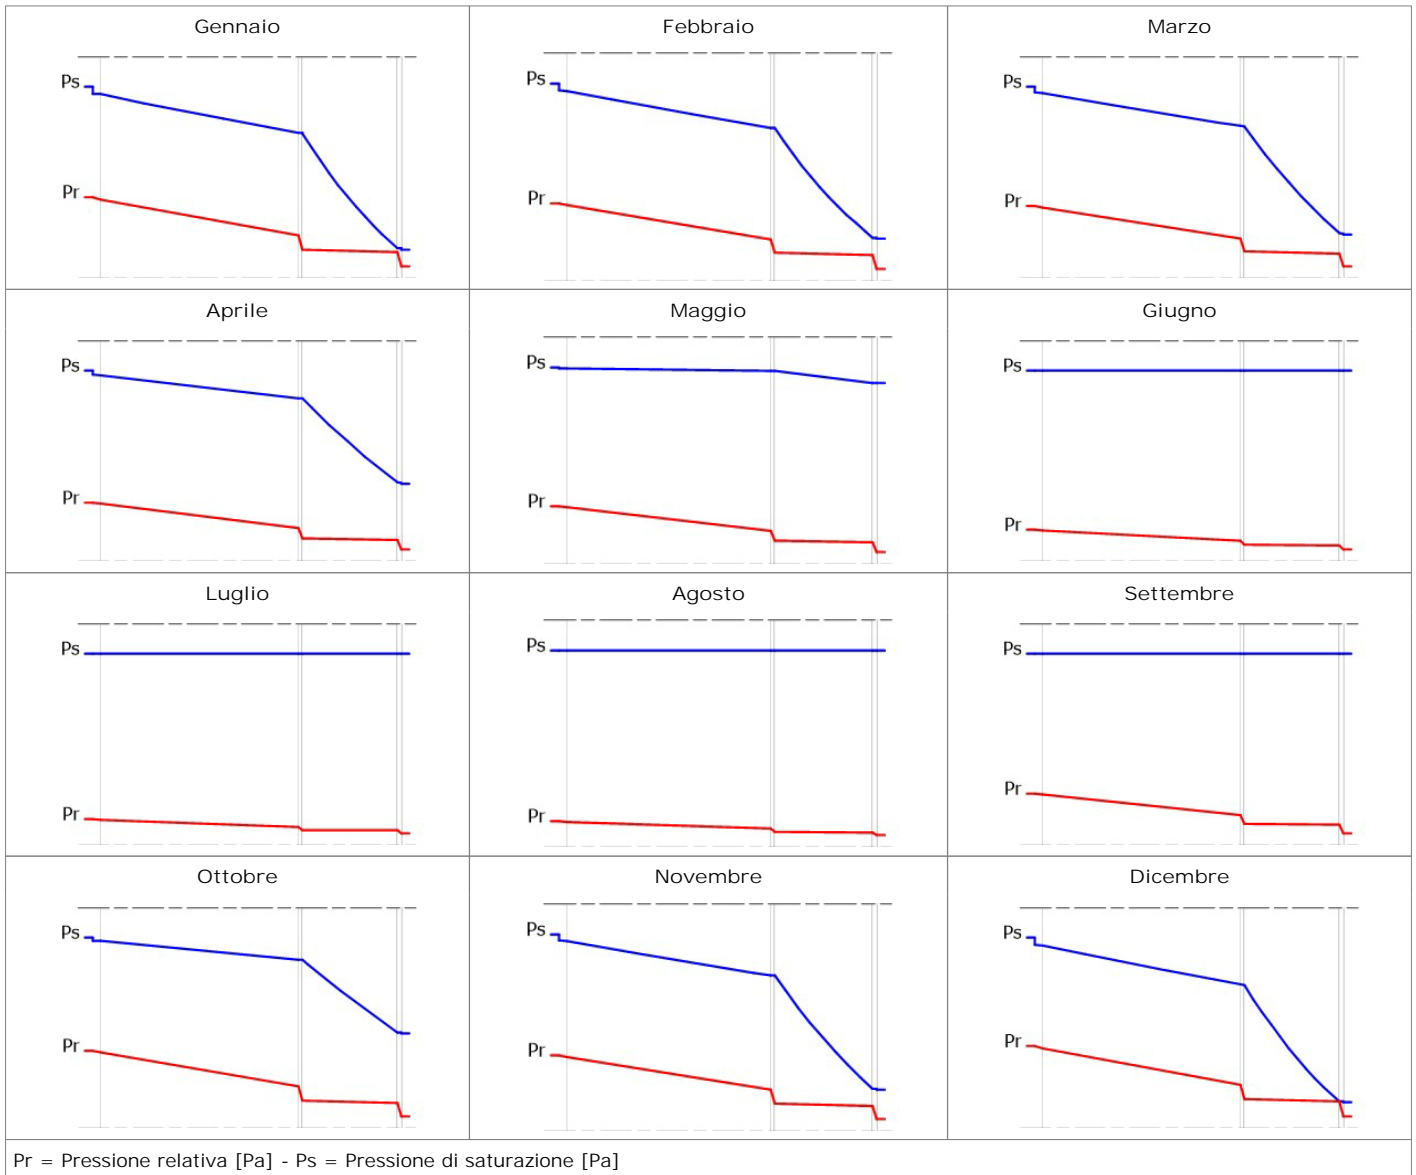 Gennaio
Febbraio
Marzo
Ps
Pr
Ps
Pr
Ps
Pr
Aprile
Maggio
Giugno
Ps
Pr
Ps
Pr
Ps
Pr
Luglio
Agosto
Settembre
Ps
Pr
Ps
Pr
Ps
Pr
Ottobre
Novembre
Dicembre
Ps
Pr
Ps
Pr
Ps
Pr
Pr = Pressione relativa [Pa] - Ps = Pressione di saturazione [Pa]